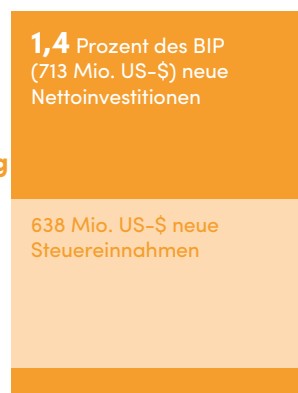 1,4 Prozent des BIP
(713 Mio. US-$) neue
Nettoinvestitionen
g
638 Mio. US-$ neue
Steuereinnahmen